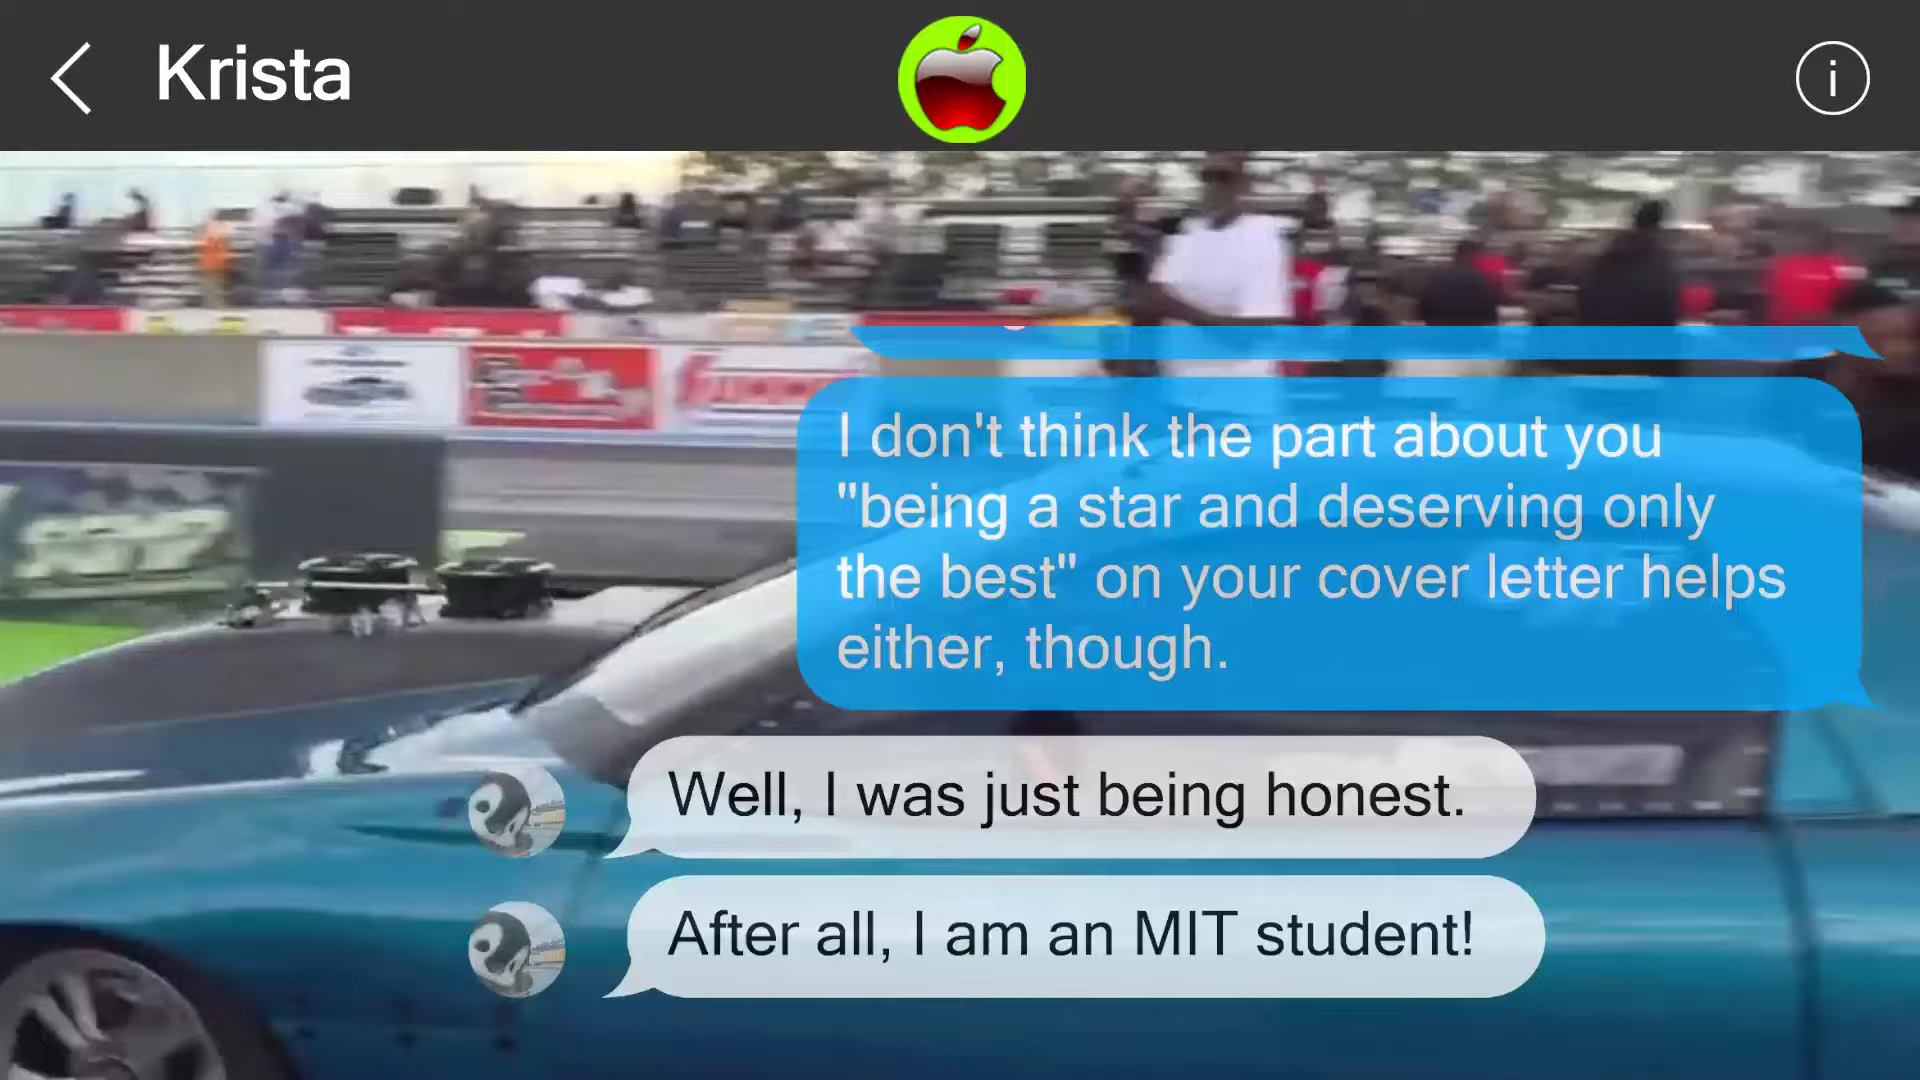 Krista
i
I don't think the part about you
"being a star and deserving only
the best" on your cover letter helps
either, though.
Well, I was just being honest.
After all, I am an MIT student!